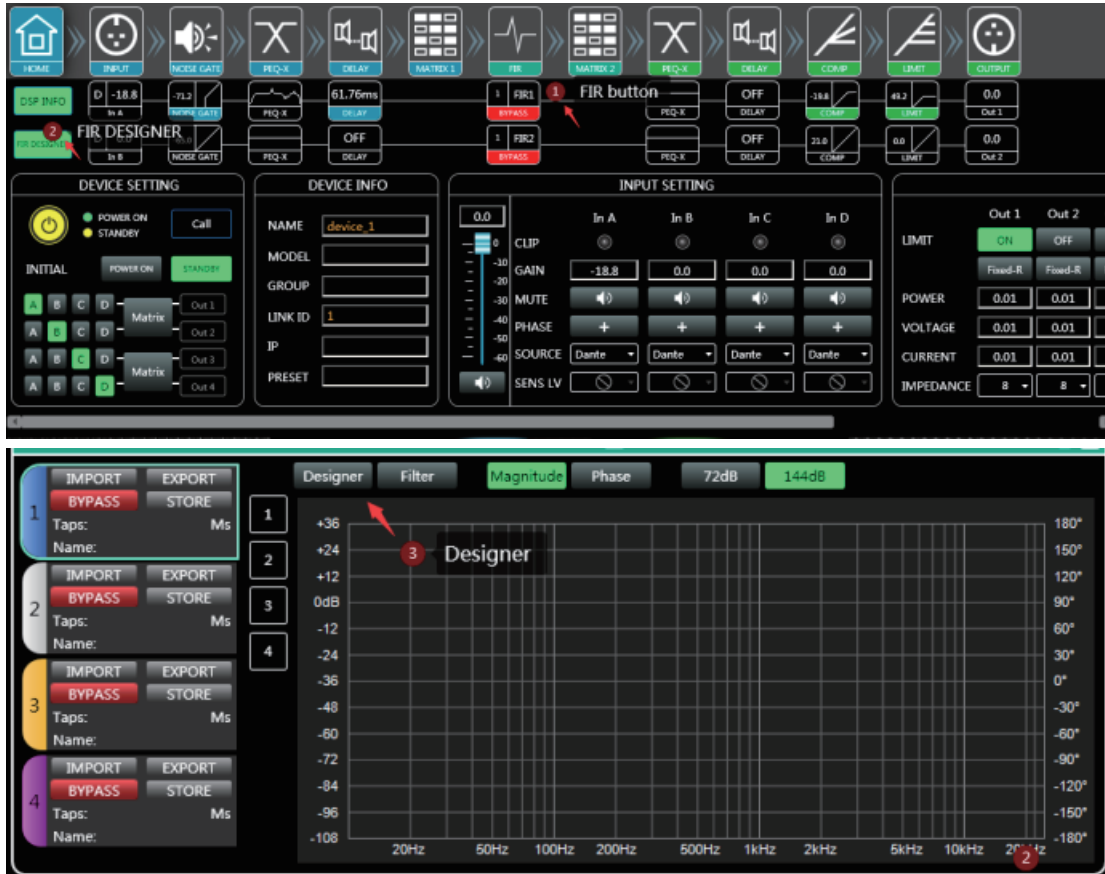 HOME INPUT NOISE GATE PEQ-X DELAY MATRIX 1 FIR MATRIX 2 PEQ-X DELAY COMP LIMIT OUTPUT
DSP INFO D -18.8 -71.2 61.76ms 1 FIR1 1 FIR button OFF -19.8 49.2 0.0
In A NOISE GATE PEQ-X DELAY BYPASS PEQ-X DELAY COMP LIMIT Out 1
2 FIR DESIGNER
FIR DESIGNER D 0.0 OFF 1 FIR2 OFF 21.0 0.0 0.0
In B NOISE GATE PEQ-X DELAY BYPASS PEQ-X DELAY COMP LIMIT Out 2
DEVICE SETTING
POWER ON
STANDBY
Call
INITIAL POWER ON STANDBY
A B C D Matrix Out 1
A B C D Out 2
A B C D Matrix Out 3
A B C D Out 4
DEVICE INFO
NAME device_1
MODEL
GROUP
LINK ID 1
IP
PRESET
INPUT SETTING
0.0
0
-10
-20
-30
-40
-50
-60
In A In B In C In D
CLIP
GAIN -18.8 0.0 0.0 0.0
MUTE
PHASE + + + +
SOURCE Dante Dante Dante Dante
SENS LV
Out 1 Out 2
LIMIT ON OFF
Fixed-R Fixed-R
POWER 0.01 0.01
VOLTAGE 0.01 0.01
CURRENT 0.01 0.01
IMPEDANCE 8 8
1
IMPORT EXPORT
BYPASS STORE
Taps: Ms
Name:
2
IMPORT EXPORT
BYPASS STORE
Taps: Ms
Name:
3
IMPORT EXPORT
BYPASS STORE
Taps: Ms
Name:
4
IMPORT EXPORT
BYPASS STORE
Taps: Ms
Name:
1
2
3
4
Designer Filter Magnitude Phase 72dB 144dB
3 Designer
+36 180°
+24 150°
+12 120°
0dB 90°
-12 60°
-24 30°
-36 0°
-48 -30°
-60 -60°
-72 -90°
-84 -120°
-96 -150°
-108 -180°
20Hz 50Hz 100Hz 200Hz 500Hz 1kHz 2kHz 5kHz 10kHz
2